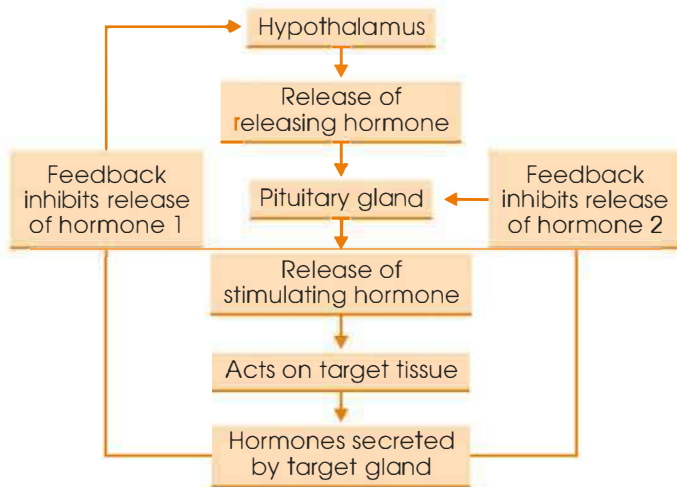 Hypothalamus
Release of
releasing hormone
Feedback
inhibits release
of hormone 1
Pituitary gland
Feedback
inhibits release
of hormone 2
Release of
stimulating hormone
Acts on target tissue
Hormones secreted
by target gland